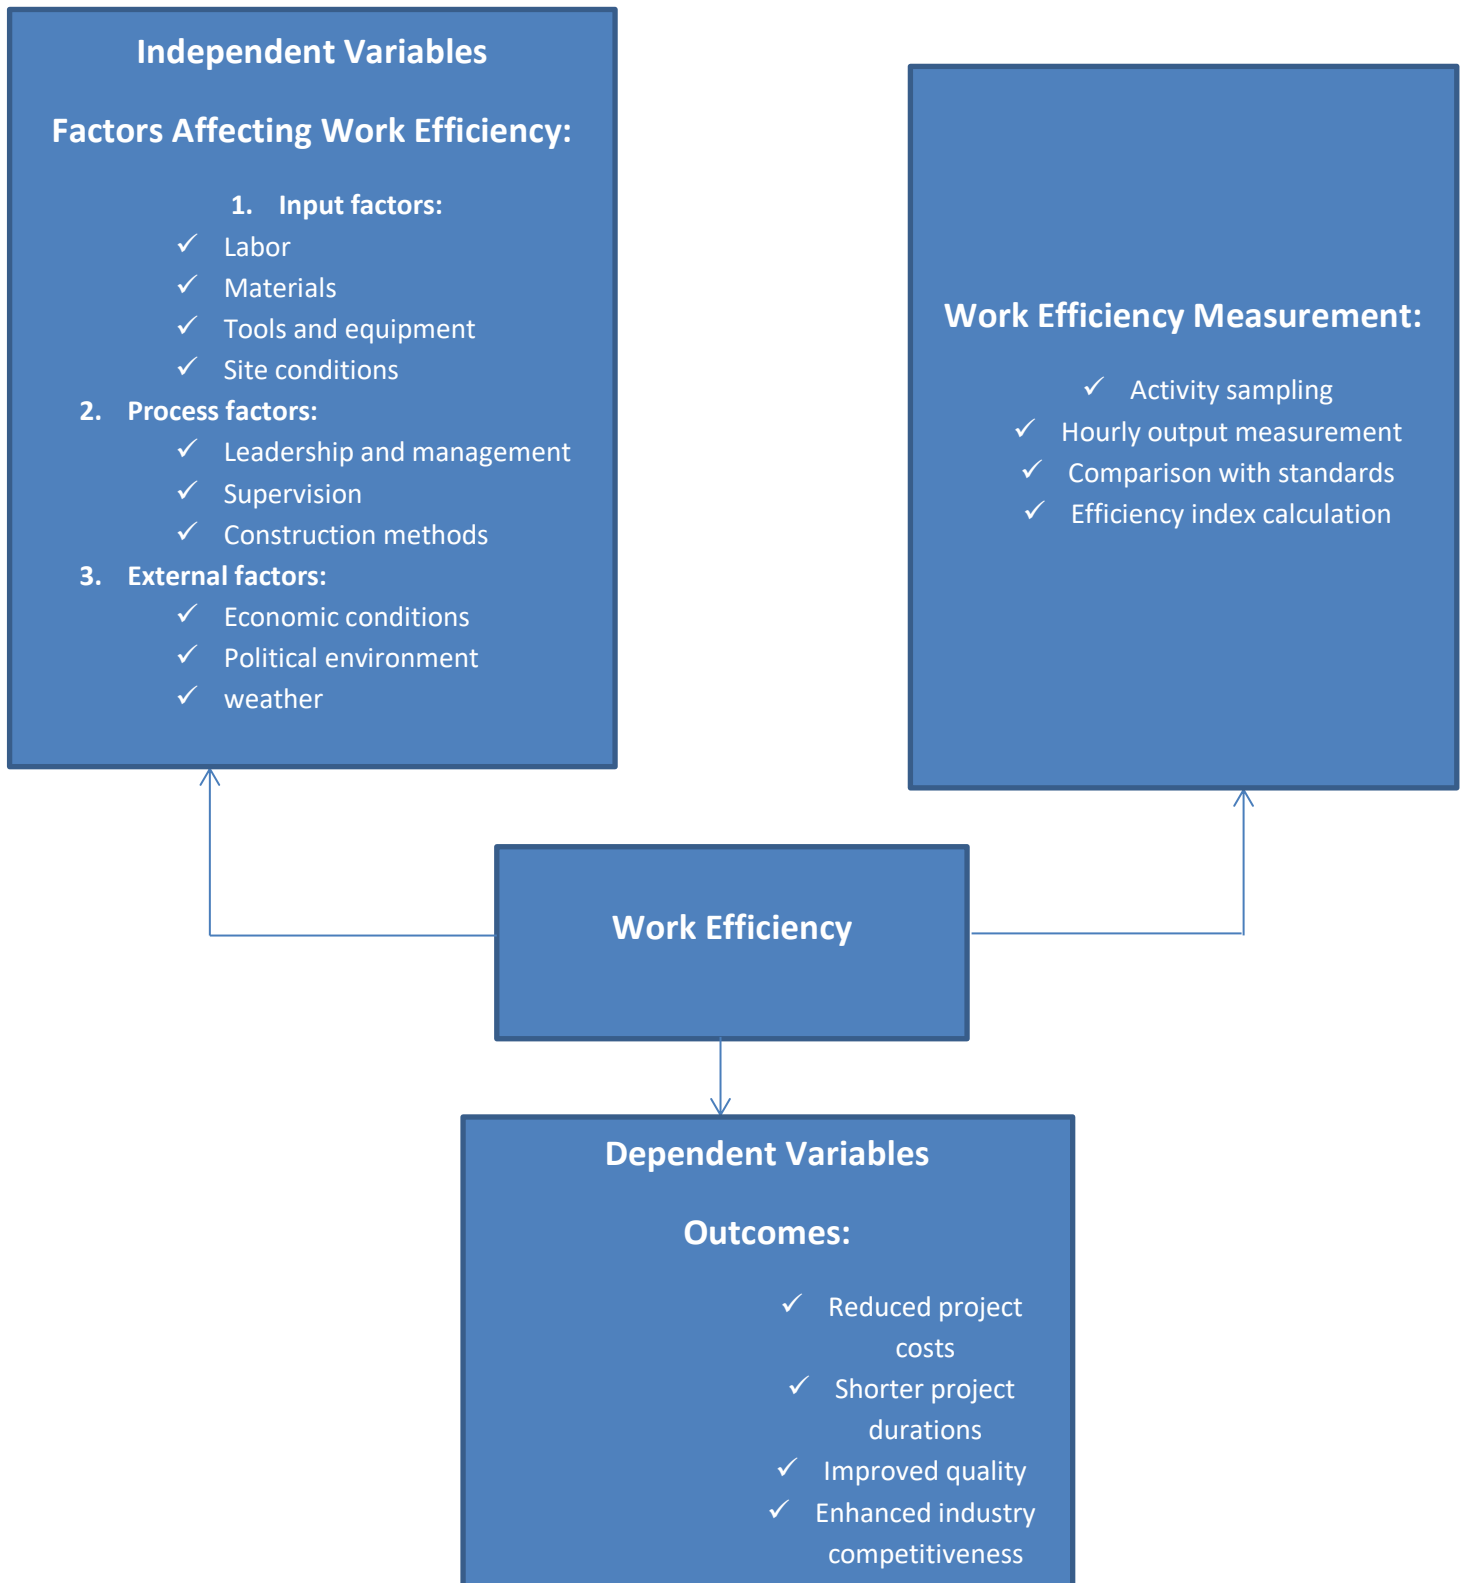 Independent Variables
Factors Affecting Work Efficiency:
1. Input factors:
✓ Labor
✓ Materials
✓ Tools and equipment
✓ Site conditions
2. Process factors:
✓ Leadership and management
✓ Supervision
✓ Construction methods
3. External factors:
✓ Economic conditions
✓ Political environment
✓ weather
Work Efficiency Measurement:
✓ Activity sampling
✓ Hourly output measurement
✓ Comparison with standards
✓ Efficiency index calculation
Work Efficiency
Dependent Variables
Outcomes:
✓ Reduced project
costs
✓ Shorter project
durations
✓ Improved quality
✓ Enhanced industry
competitiveness